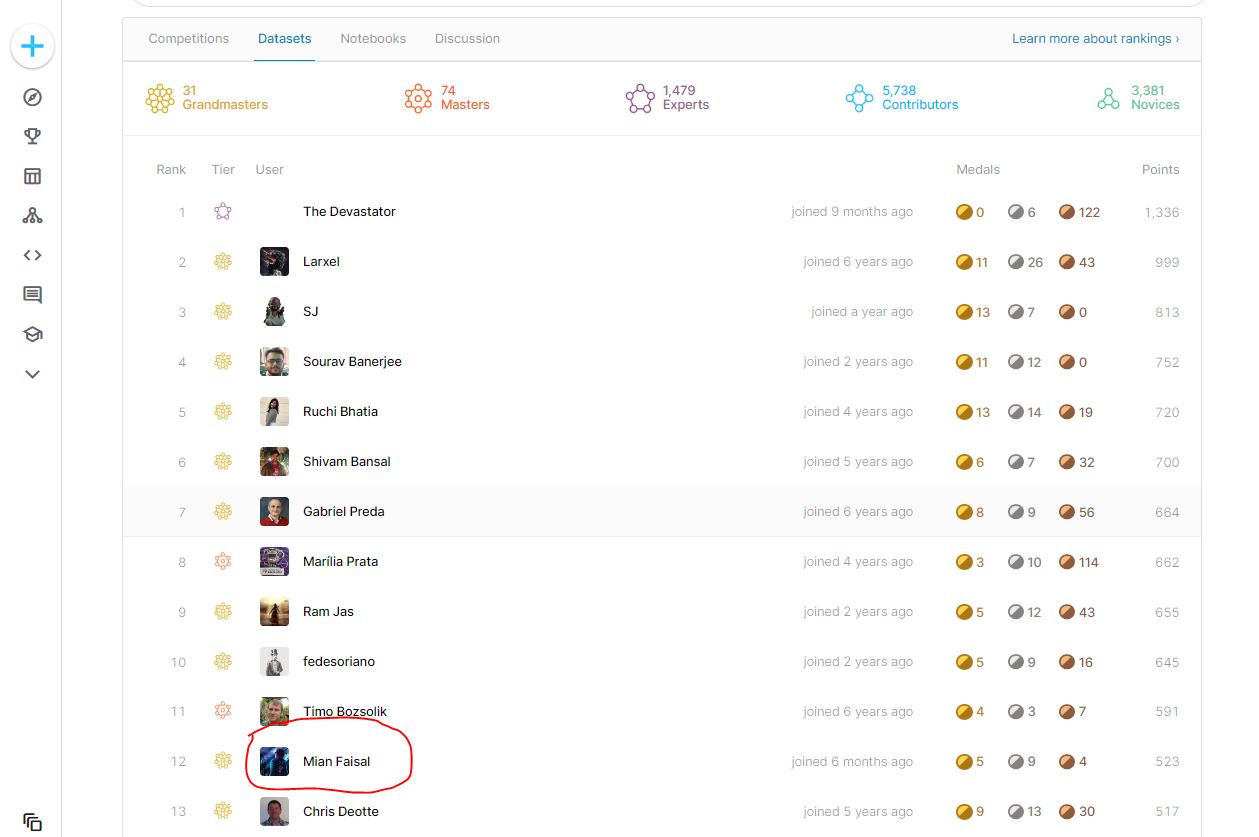 Competitions Datasets Notebooks Discussion Learn more about rankings ›
31 74 1,479 5,738 3,381
Grandmasters Masters Experts Contributors Novices
Rank Tier User Medals Points
1 The Devastator joined 9 months ago 0 6 122 1,336
2 Larxel joined 6 years ago 11 26 43 999
3 SJ joined a year ago 13 7 0 813
4 Sourav Banerjee joined 2 years ago 11 12 0 752
5 Ruchi Bhatia joined 4 years ago 13 14 19 720
6 Shivam Bansal joined 5 years ago 6 7 32 700
7 Gabriel Preda joined 6 years ago 8 9 56 664
8 Marília Prata joined 4 years ago 3 10 114 662
9 Ram Jas joined 2 years ago 5 12 43 655
10 fedesoriano joined 2 years ago 5 9 16 645
11 Timo Bozsolik joined 6 years ago 4 3 7 591
12 Mian Faisal joined 6 months ago 5 9 4 523
13 Chris Deotte joined 5 years ago 9 13 30 517